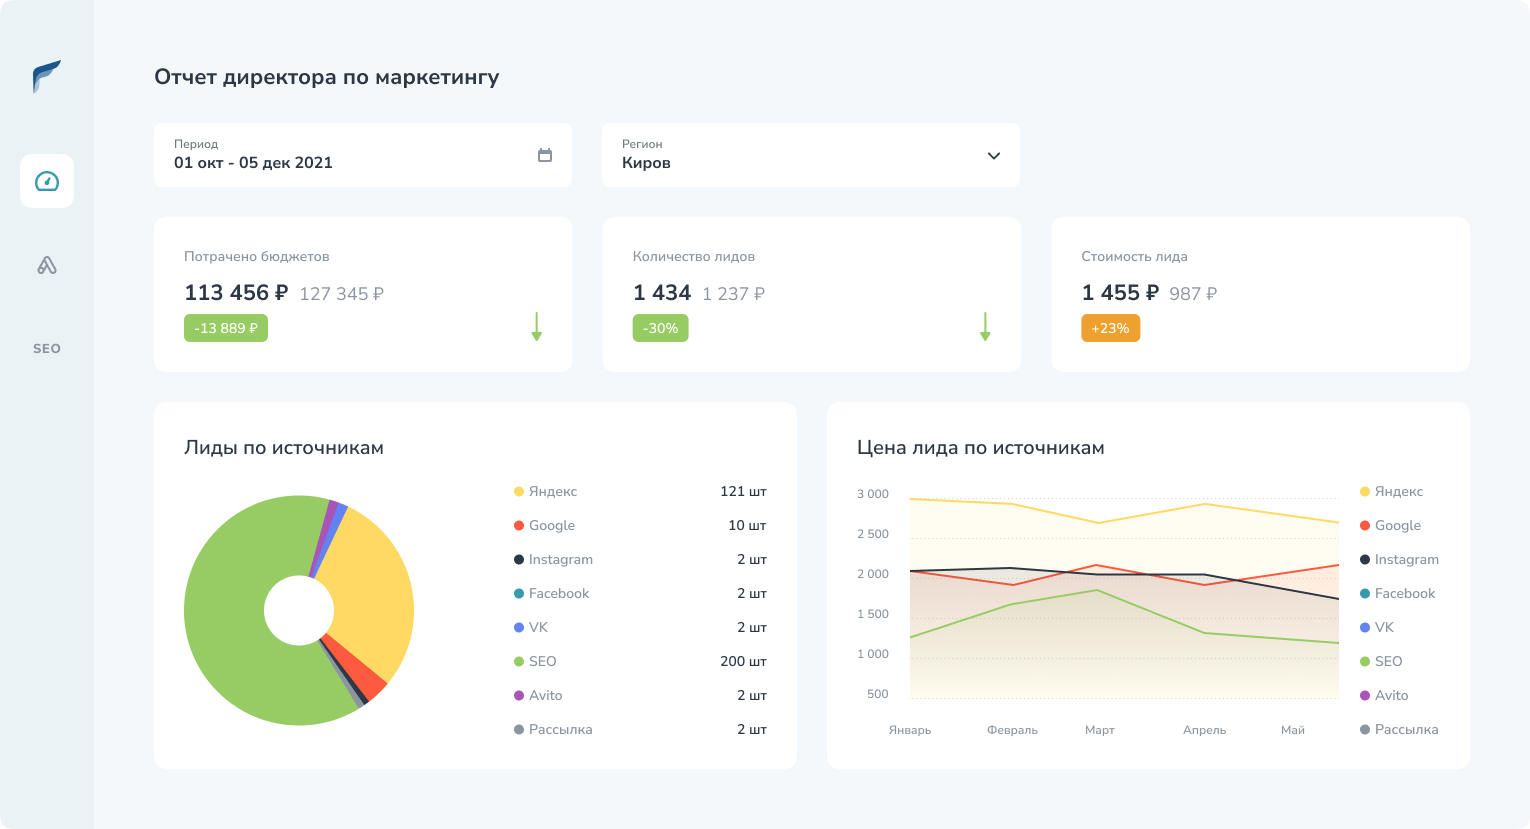 Отчет директора по маркетингу
Период
01 окт - 05 дек 2021
Регион
Киров
SEO
Потрачено бюджетов
113 456 ₽ 127 345 ₽
-13 889 ₽
Количество лидов
1 434 1 237 ₽
-30%
Стоимость лида
1 455 ₽ 987 ₽
+23%
Лиды по источникам
Яндекс 121 шт
Google 10 шт
Instagram 2 шт
Facebook 2 шт
VK 2 шт
SEO 200 шт
Avito 2 шт
Рассылка 2 шт
Цена лида по источникам
3 000
2 500
2 000
1 500
1 000
500
Январь Февраль Март Апрель Май
Яндекс
Google
Instagram
Facebook
VK
SEO
Avito
Рассылка